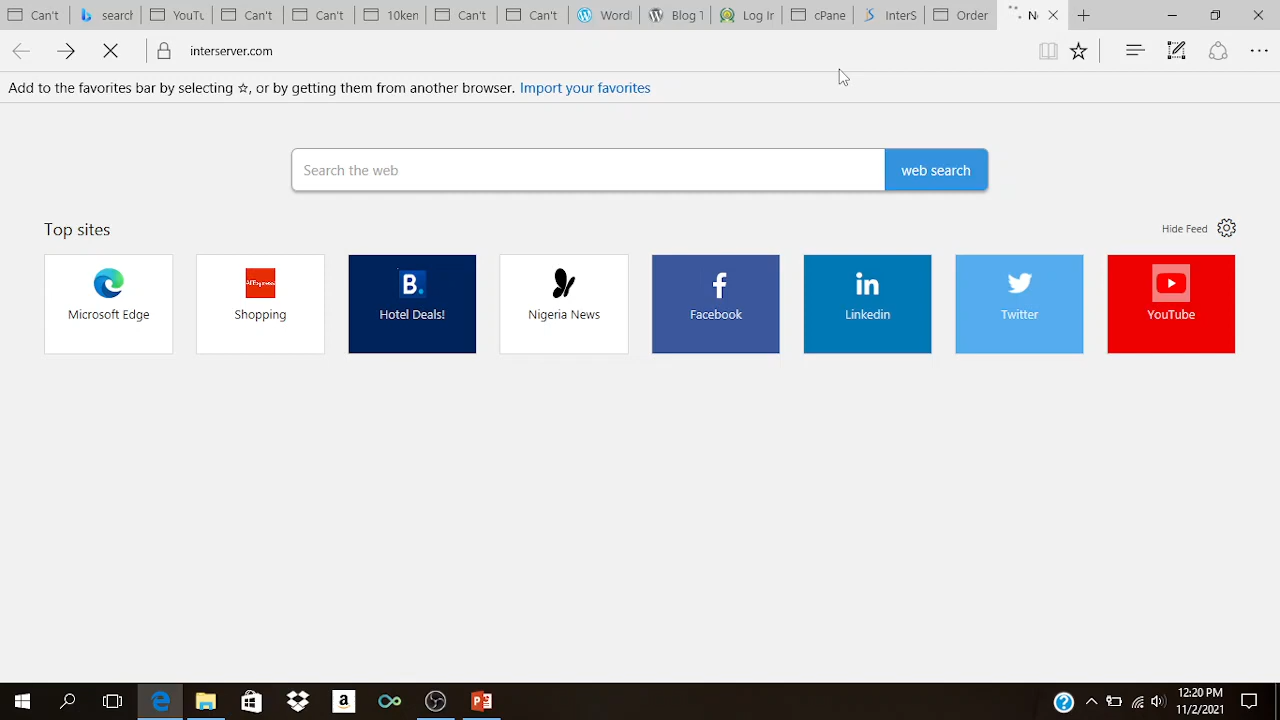 Can't
searc
YouTu
Can't
Can't
10ken
Can't
Can't
Wordl
Blog T
Log Ir
cPane
InterS
Order
interserver.com
Add to the favorites bar by selecting ☆, or by getting them from another browser. Import your favorites
Search the web
web search
Top sites
Hide Feed
Microsoft Edge
AliExpress
Shopping
B.
Hotel Deals!
Nigeria News
Facebook
in
Linkedin
Twitter
YouTube
12:20 PM
11/2/2021